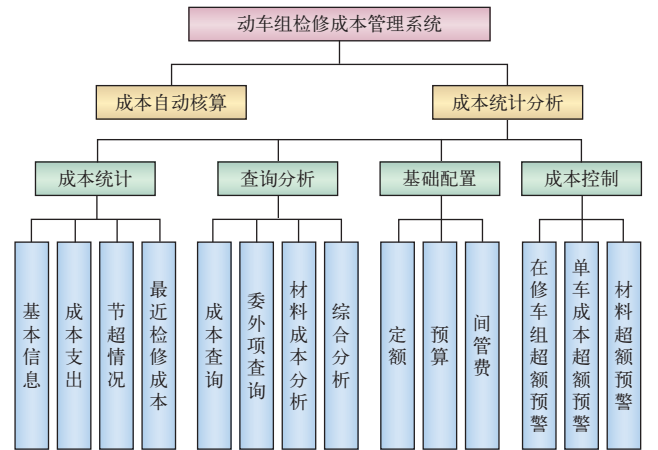 动车组检修成本管理系统
成本自动核算
成本统计分析
成本统计
查询分析
基础配置
成本控制
基本信息
成本支出
节超情况
最近检修成本
成本查询
委外项查询
材料成本分析
综合分析
定额
预算
间管费
在修车组超额预警
单车成本超额预警
材料超额预警